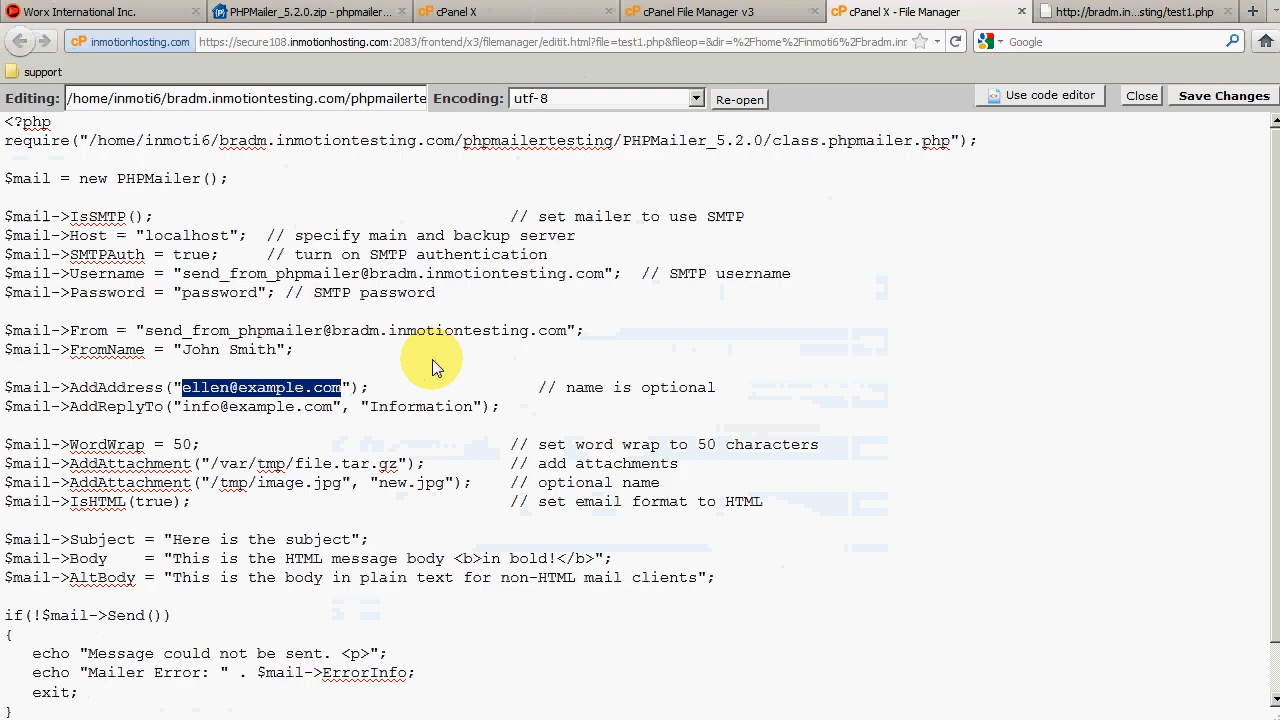 Worx International Inc.
PHPMailer_5.2.0.zip - phpmailer...
cPanel X
cPanel File Manager v3
cPanel X - File Manager
http://bradm.in...sting/test1.php
inmotionhosting.com
https://secure108.inmotionhosting.com:2083/frontend/x3/filemanager/editit.html?file=test1.php&fileop=&dir=%2Fhome%2Finmoti6%2Fbradm.inr
Google
support
Editing: /home/inmoti6/bradm.inmotiontesting.com/phpmailerte
Encoding: utf-8
Re-open
Use code editor
Close
Save Changes
<?php
require("/home/inmoti6/bradm.inmotiontesting.com/phpmailertesting/PHPMailer_5.2.0/class.phpmailer.php");
$mail = new PHPMailer();
$mail->IsSMTP(); // set mailer to use SMTP
$mail->Host = "localhost"; // specify main and backup server
$mail->SMTPAuth = true; // turn on SMTP authentication
$mail->Username = "send_from_phpmailer@bradm.inmotiontesting.com"; // SMTP username
$mail->Password = "password"; // SMTP password
$mail->From = "send_from_phpmailer@bradm.inmotiontesting.com";
$mail->FromName = "John Smith";
$mail->AddAddress("ellen@example.com"); // name is optional
$mail->AddReplyTo("info@example.com", "Information");
$mail->WordWrap = 50; // set word wrap to 50 characters
$mail->AddAttachment("/var/tmp/file.tar.gz"); // add attachments
$mail->AddAttachment("/tmp/image.jpg", "new.jpg"); // optional name
$mail->IsHTML(true); // set email format to HTML
$mail->Subject = "Here is the subject";
$mail->Body = "This is the HTML message body <b>in bold!</b>";
$mail->AltBody = "This is the body in plain text for non-HTML mail clients";
if(!$mail->Send())
{
echo "Message could not be sent. <p>";
echo "Mailer Error: " . $mail->ErrorInfo;
exit;
}